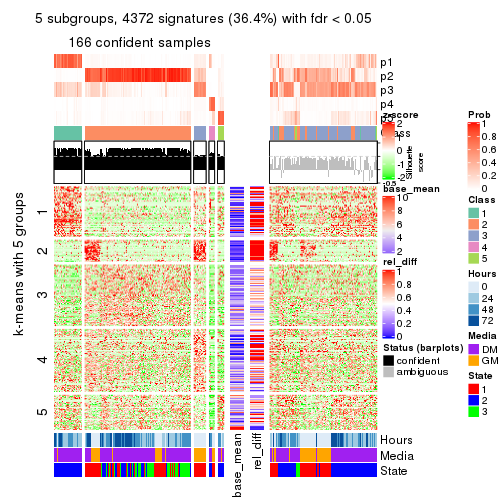 5 subgroups, 4372 signatures (36.4%) with fdr < 0.05
166 confident samples
p1
p2
p3
p4
p5
z-score
2
1
0
-1
-2
Class
Silhouette
score
-0.5
base_mean
10
8
6
4
2
rel_diff
1
0.8
0.6
0.4
0.2
0
Status (barplots)
confident
ambiguous
Prob
1
0.8
0.6
0.4
0.2
0
Class
1
2
3
4
5
Hours
0
24
48
72
Media
DM
GM
State
1
2
3
k-means with 5 groups
1
2
3
4
5
base_mean
rel_diff
Hours
Media
State